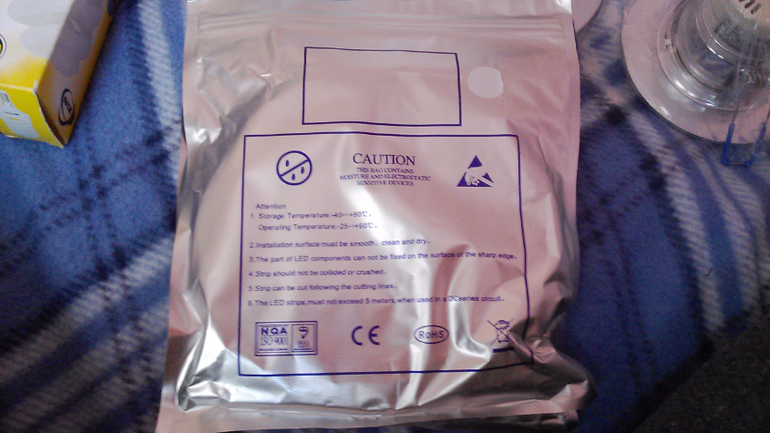 CAUTION
THIS BAG CONTAINS
MOISTURE AND ELECTROSTATIC
SENSITIVE DEVICES
Attention
1. Storage Temperature:-40~+60℃.
Operating Temperature:-25~+60℃.
2.Installation surface must be smooth, clean and dry.
3.The part of LED components can not be fixed on the surface of the sharp edge.
4.Strip should not be collided or crushed.
5.Strip can be cut following the cutting lines.
6.The LED strips, must not exceed 5 meters, when used in a DCseries circuit.
NQA
ISO 9001
CE
RoHS